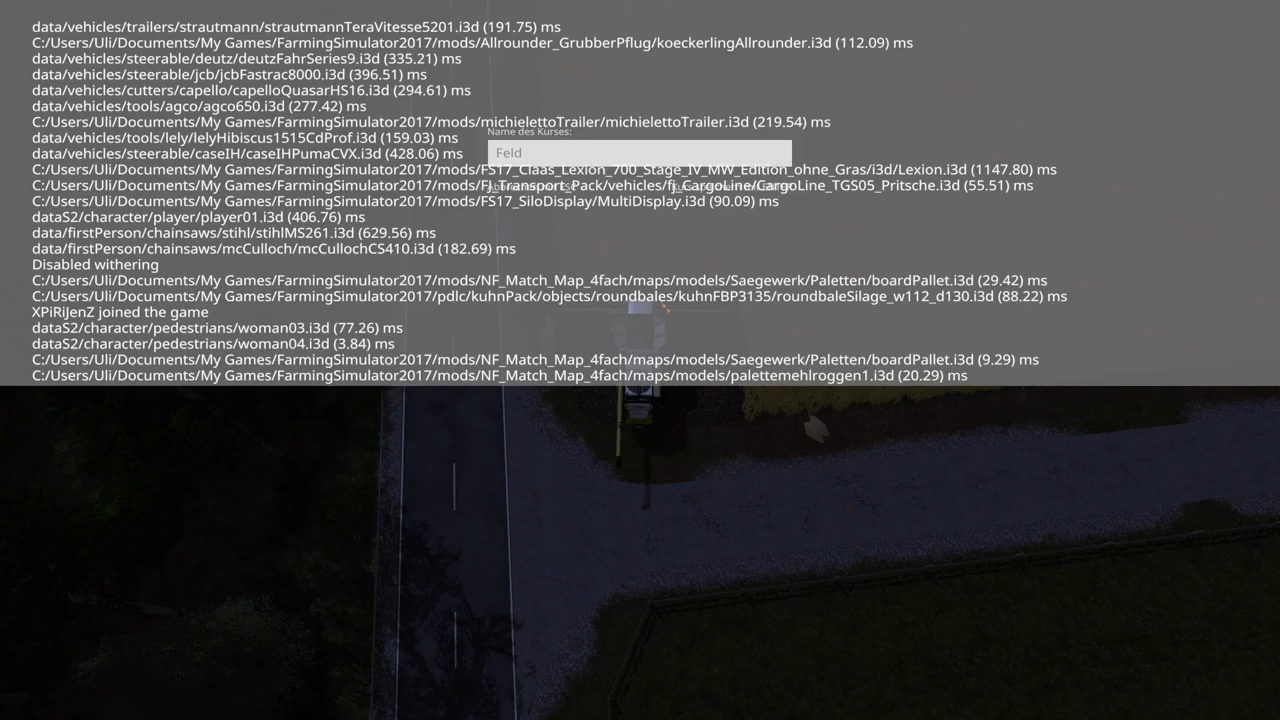 data/vehicles/trailers/strautmann/strautmannTeraVitesse5201.i3d (191.75) ms
C:/Users/Uli/Documents/My Games/FarmingSimulator2017/mods/Allrounder_GrubberPflug/koeckerlingAllrounder.i3d (112.09) ms
data/vehicles/steerable/deutz/deutzFahrSeries9.i3d (335.21) ms
data/vehicles/steerable/jcb/jcbFastrac8000.i3d (396.51) ms
data/vehicles/cutters/capello/capelloQuasarHS16.i3d (294.61) ms
data/vehicles/tools/agco/agco650.i3d (277.42) ms
C:/Users/Uli/Documents/My Games/FarmingSimulator2017/mods/michielettoTrailer/michielettoTrailer.i3d (219.54) ms
Name des Kurses:
data/vehicles/tools/lely/lelyHibiscus1515CdProf.i3d (159.03) ms
data/vehicles/steerable/caseIH/caseIHPumaCVX.i3d (428.06) ms
Feld
C:/Users/Uli/Documents/My Games/FarmingSimulator2017/mods/FS17_Claas_Lexion_700_Stage_IV_MW_Edition_ohne_Gras/i3d/Lexion.i3d (1147.80) ms
C:/Users/Uli/Documents/My Games/FarmingSimulator2017/mods/FJ_Transport_Pack/vehicles/fj_CargoLine/CargoLine_TGS05_Pritsche.i3d (55.51) ms
C:/Users/Uli/Documents/My Games/FarmingSimulator2017/mods/FS17_SiloDisplay/MultiDisplay.i3d (90.09) ms
dataS2/character/player/player01.i3d (406.76) ms
data/firstPerson/chainsaws/stihl/stihlMS261.i3d (629.56) ms
data/firstPerson/chainsaws/mcCulloch/mcCullochCS410.i3d (182.69) ms
Disabled withering
C:/Users/Uli/Documents/My Games/FarmingSimulator2017/mods/NF_Match_Map_4fach/maps/models/Saegewerk/Paletten/boardPallet.i3d (29.42) ms
C:/Users/Uli/Documents/My Games/FarmingSimulator2017/pdlc/kuhnPack/objects/roundbales/kuhnFBP3135/roundbaleSilage_w112_d130.i3d (88.22) ms
XPiRiJenZ joined the game
dataS2/character/pedestrians/woman03.i3d (77.26) ms
dataS2/character/pedestrians/woman04.i3d (3.84) ms
C:/Users/Uli/Documents/My Games/FarmingSimulator2017/mods/NF_Match_Map_4fach/maps/models/Saegewerk/Paletten/boardPallet.i3d (9.29) ms
C:/Users/Uli/Documents/My Games/FarmingSimulator2017/mods/NF_Match_Map_4fach/maps/models/palettemehlroggen1.i3d (20.29) ms